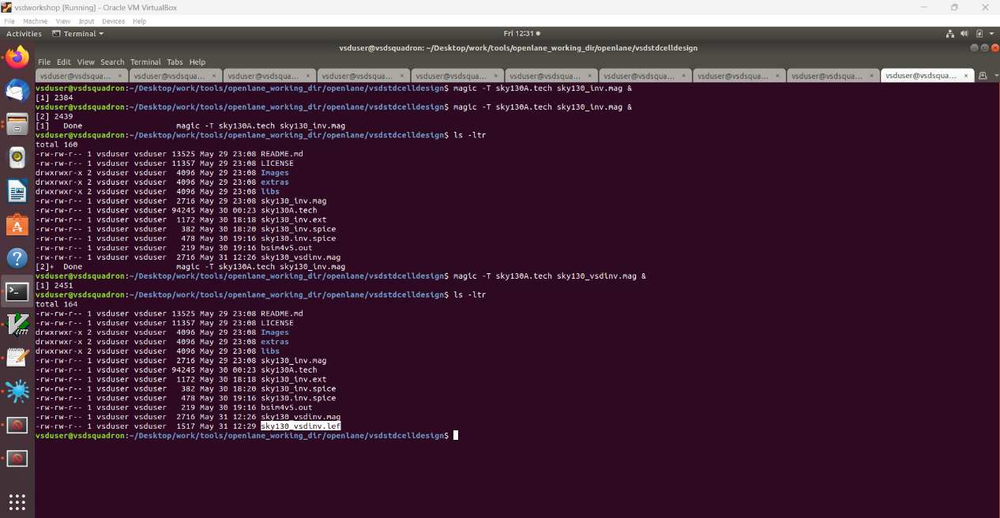 vsdworkshop [Running] - Oracle VM VirtualBox
File Machine View Input Devices Help
Activities Terminal Fri 12:31
vsduser@vsdsquadron: ~/Desktop/work/tools/openlane_working_dir/openlane/vsdstdcelldesign
File Edit View Search Terminal Tabs Help
vsduser@vsdsqua... × vsduser@vsdsqua... × vsduser@vsdsqua... × vsduser@vsdsqua... × vsduser@vsdsqua... × vsduser@vsdsqua... × vsduser@vsdsqua... × vsduser@vsdsqua... × vsduser@vsdsqua... × vsduser@vsdsqua... ×
vsduser@vsdsquadron:~/Desktop/work/tools/openlane_working_dir/openlane/vsdstdcelldesign$ magic -T sky130A.tech sky130_inv.mag &
[1] 2384
vsduser@vsdsquadron:~/Desktop/work/tools/openlane_working_dir/openlane/vsdstdcelldesign$ magic -T sky130A.tech sky130_inv.mag &
[2] 2439
[1]   Done                    magic -T sky130A.tech sky130_inv.mag
vsduser@vsdsquadron:~/Desktop/work/tools/openlane_working_dir/openlane/vsdstdcelldesign$ ls -ltr
total 160
-rw-rw-r-- 1 vsduser vsduser 13525 May 29 23:08 README.md
-rw-rw-r-- 1 vsduser vsduser 11357 May 29 23:08 LICENSE
drwxrwxr-x 2 vsduser vsduser  4096 May 29 23:08 Images
drwxrwxr-x 2 vsduser vsduser  4096 May 29 23:08 extras
drwxrwxr-x 2 vsduser vsduser  4096 May 29 23:08 libs
-rw-rw-r-- 1 vsduser vsduser  2716 May 29 23:08 sky130_inv.mag
-rw-rw-r-- 1 vsduser vsduser 94245 May 30 00:23 sky130A.tech
-rw-rw-r-- 1 vsduser vsduser  1172 May 30 18:18 sky130_inv.ext
-rw-rw-r-- 1 vsduser vsduser   382 May 30 18:20 sky130_inv.spice
-rw-rw-r-- 1 vsduser vsduser   478 May 30 19:16 sky130.inv.spice
-rw-rw-r-- 1 vsduser vsduser   219 May 30 19:16 bsim4v5.out
-rw-rw-r-- 1 vsduser vsduser  2716 May 31 12:26 sky130_vsdinv.mag
[2]+  Done                    magic -T sky130A.tech sky130_inv.mag
vsduser@vsdsquadron:~/Desktop/work/tools/openlane_working_dir/openlane/vsdstdcelldesign$ magic -T sky130A.tech sky130_vsdinv.mag &
[1] 2451
vsduser@vsdsquadron:~/Desktop/work/tools/openlane_working_dir/openlane/vsdstdcelldesign$ ls -ltr
total 164
-rw-rw-r-- 1 vsduser vsduser 13525 May 29 23:08 README.md
-rw-rw-r-- 1 vsduser vsduser 11357 May 29 23:08 LICENSE
drwxrwxr-x 2 vsduser vsduser  4096 May 29 23:08 Images
drwxrwxr-x 2 vsduser vsduser  4096 May 29 23:08 extras
drwxrwxr-x 2 vsduser vsduser  4096 May 29 23:08 libs
-rw-rw-r-- 1 vsduser vsduser  2716 May 29 23:08 sky130_inv.mag
-rw-rw-r-- 1 vsduser vsduser 94245 May 30 00:23 sky130A.tech
-rw-rw-r-- 1 vsduser vsduser  1172 May 30 18:18 sky130_inv.ext
-rw-rw-r-- 1 vsduser vsduser   382 May 30 18:20 sky130_inv.spice
-rw-rw-r-- 1 vsduser vsduser   478 May 30 19:16 sky130.inv.spice
-rw-rw-r-- 1 vsduser vsduser   219 May 30 19:16 bsim4v5.out
-rw-rw-r-- 1 vsduser vsduser  2716 May 31 12:26 sky130_vsdinv.mag
-rw-rw-r-- 1 vsduser vsduser  1517 May 31 12:29 sky130_vsdinv.lef
vsduser@vsdsquadron:~/Desktop/work/tools/openlane_working_dir/openlane/vsdstdcelldesign$